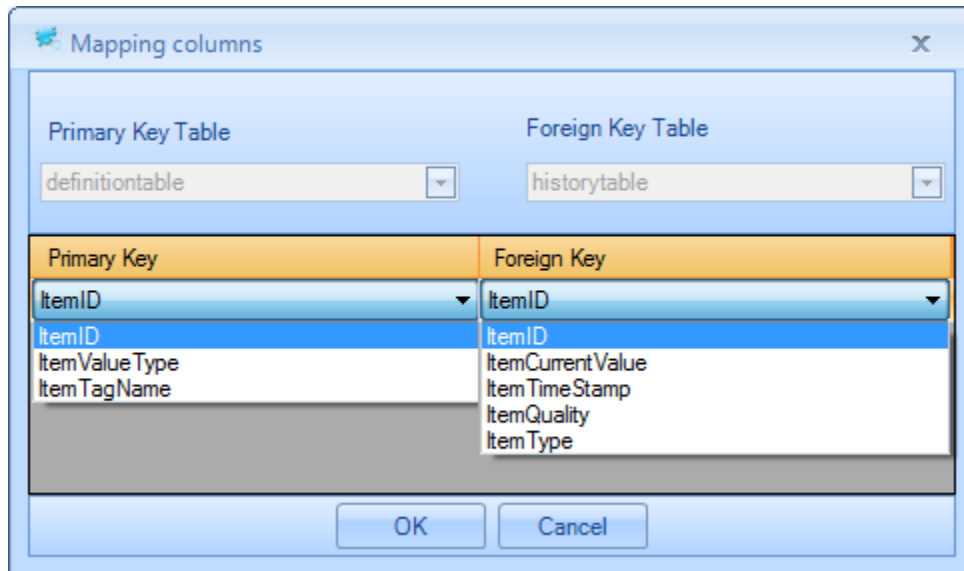 Mapping columns
Primary Key Table Foreign Key Table
definitiontable historytable
Primary Key Foreign Key
ItemID ItemID
ItemID ItemID
ItemValueType ItemCurrentValue
ItemTagName ItemTimeStamp
ItemQuality
ItemType
OK Cancel